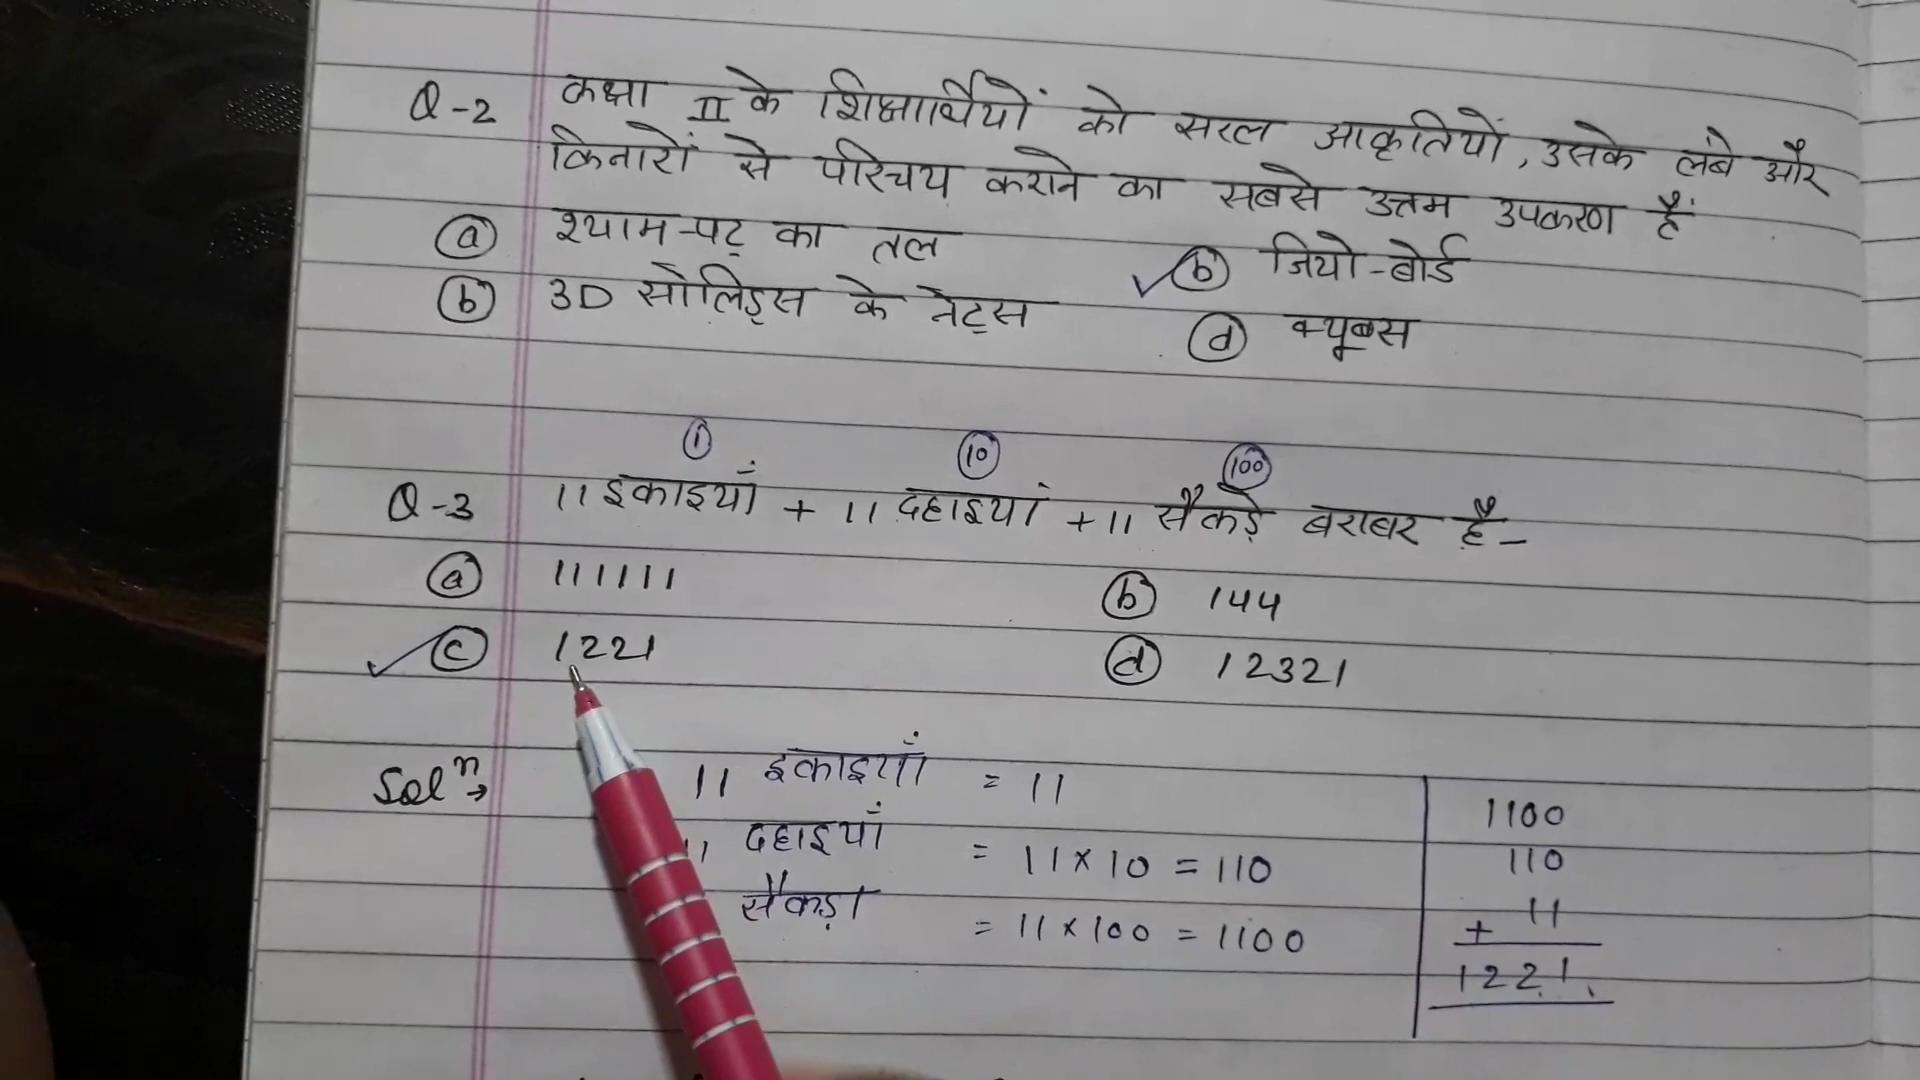 Q-2 कक्षा II के शिक्षार्थियों को सरल आकृतियों, उसके लंबे और
किनारों से परिचय कराने का सबसे उत्तम उपकरण है
(a) श्याम-पट् का तल (b) जियो-बोर्ड
(b) 3D सौलिड्स के नेट्स (d) क्यूब्स
1 10 100
Q-3 11 इकाइयाँ + 11 दहाइयां + 11 सैंकड़े बराबर है -
(a) 111111 (b) 144
(c) 1221 (d) 12321
Solⁿ→ 11 इकाइयाँ = 11
11 दहाइयाँ = 11×10 = 110
सैंकड़ा = 11×100 = 1100
1100
110
+ 11
1221